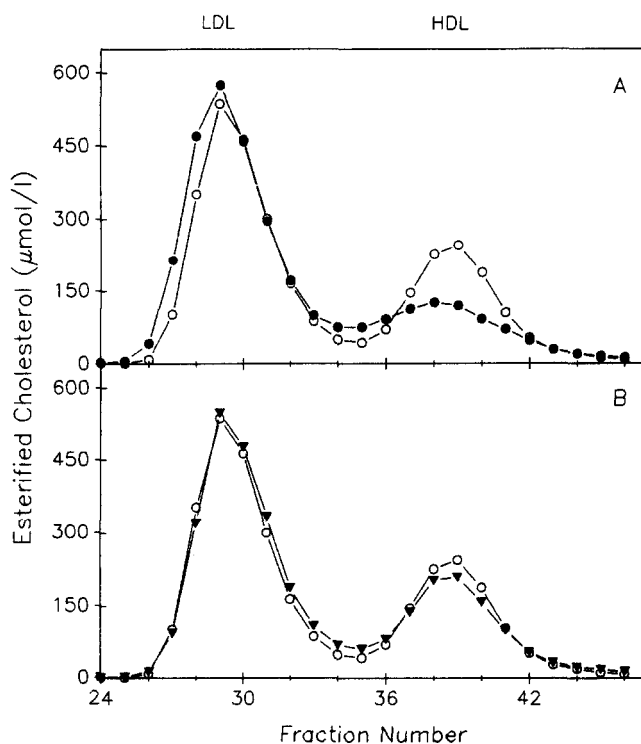 LDL HDL
600
A
450
300
150
0
600
B
450
300
150
0
24 30 36 42
Fraction Number
Esterified Cholesterol (μmol/l)